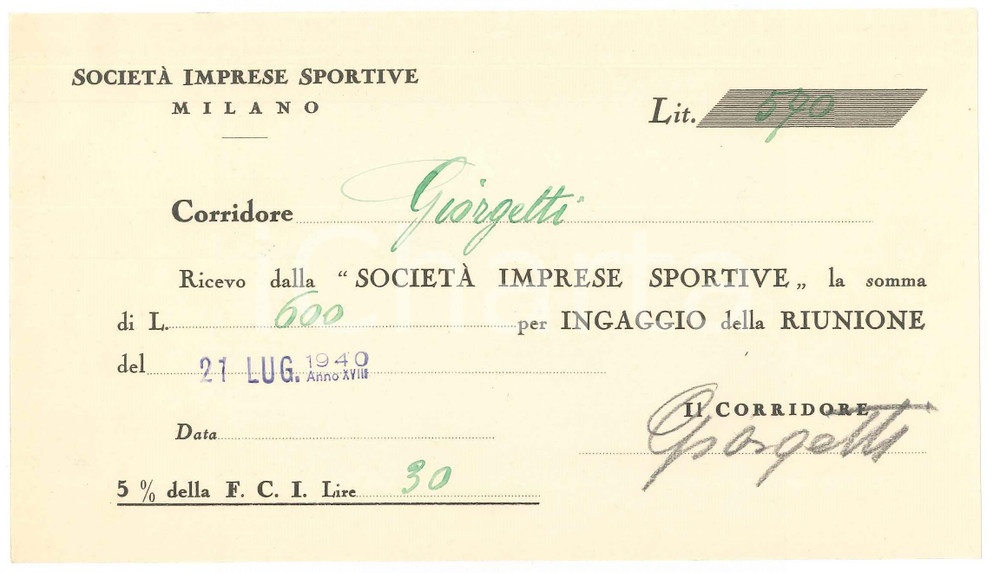 SOCIETÀ IMPRESE SPORTIVE
MILANO
Lit. 570
Corridore Giorgetti
Ricevo dalla “SOCIETÀ IMPRESE SPORTIVE„ la somma
di L. 600 per INGAGGIO della RIUNIONE
del 21 LUG. 1940 Anno XVIII
Il CORRIDORE
Giorgetti
Data
5 % della F. C. I. Lire 30
iCharta